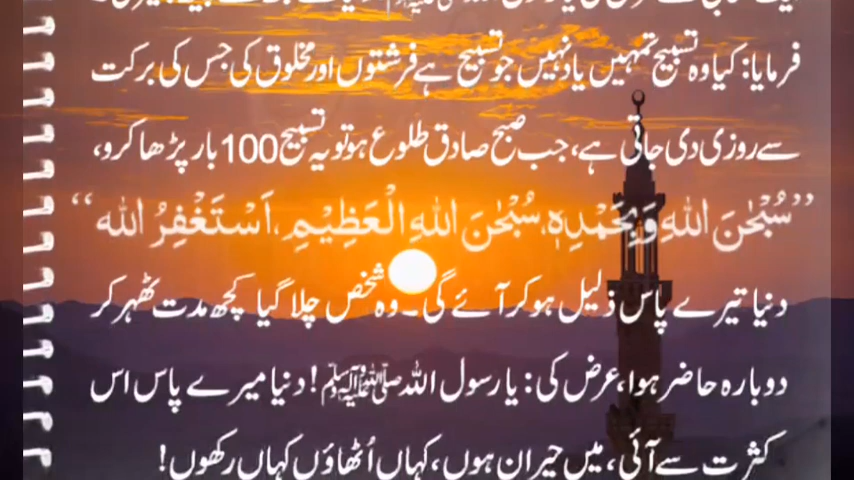 فرمایا: کیا وہ تسبیح تمہیں یاد نہیں جو تسبیح ہے فرشتوں اور مخلوق کی جس کی برکت
سے روزی دی جاتی ہے، جب صبح صادق طلوع ہو تو یہ تسبیح 100 بار پڑھا کرو،
”سُبْحٰنَ اللهِ وَبِحَمْدِہٖ، سُبْحٰنَ اللهِ الْعَظِیْمِ، اَسْتَغْفِرُ الله“
دنیا تیرے پاس ذلیل ہو کر آئے گی۔ وہ شخص چلا گیا کچھ مدت ٹھہر کر
دوبارہ حاضر ہوا، عرض کی: یا رسول اللہ ﷺ! دنیا میرے پاس اس
کثرت سے آئی، میں حیران ہوں، کہاں اُٹھاؤں کہاں رکھوں!